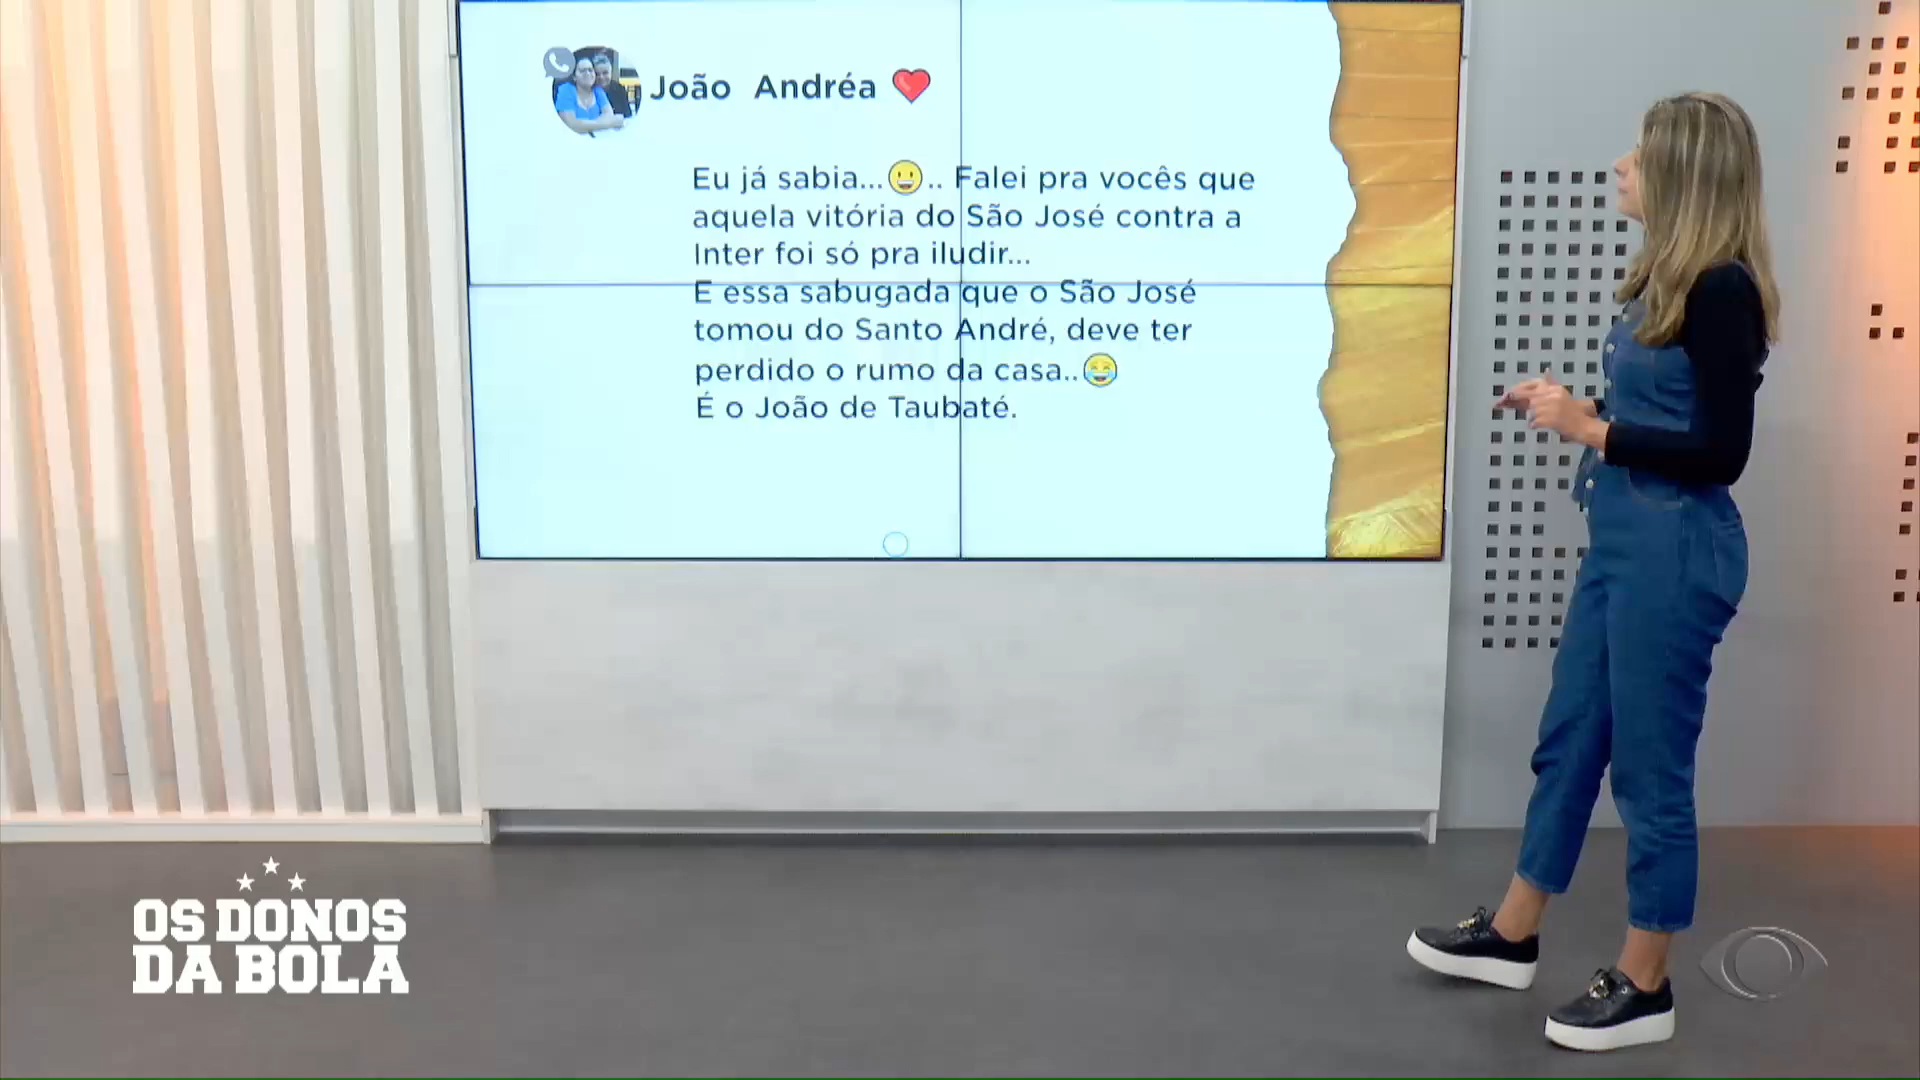 João Andréa ❤️
Eu já sabia...😀.. Falei pra vocês que
aquela vitória do São José contra a
Inter foi só pra iludir...
E essa sabugada que o São José
tomou do Santo André, deve ter
perdido o rumo da casa..😂
É o João de Taubaté.
OS DONOS
DA BOLA